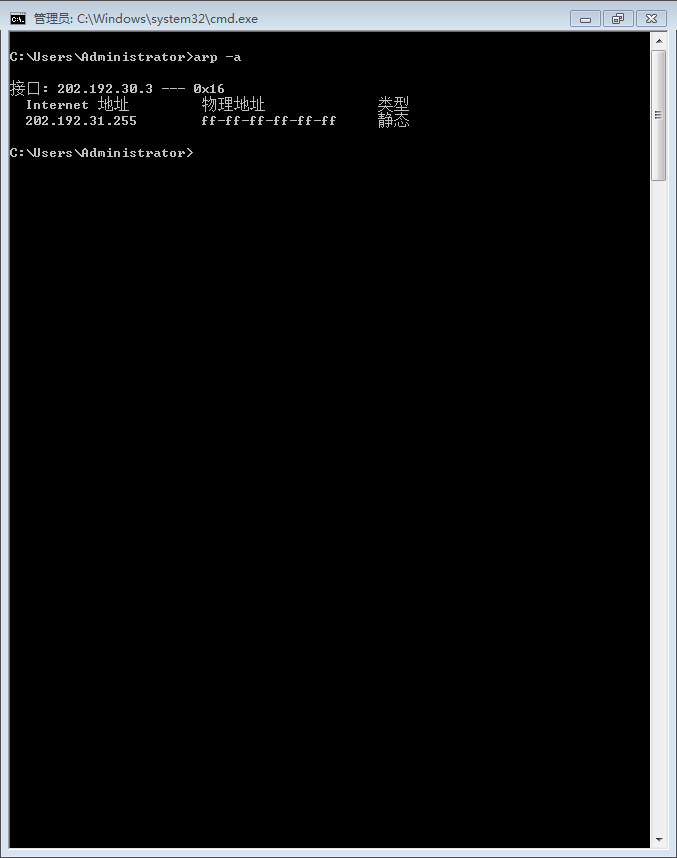 管理员: C:\Windows\system32\cmd.exe
C:\Users\Administrator>arp -a
接口: 202.192.30.3 --- 0x16
Internet 地址 物理地址 类型
202.192.31.255 ff-ff-ff-ff-ff-ff 静态
C:\Users\Administrator>